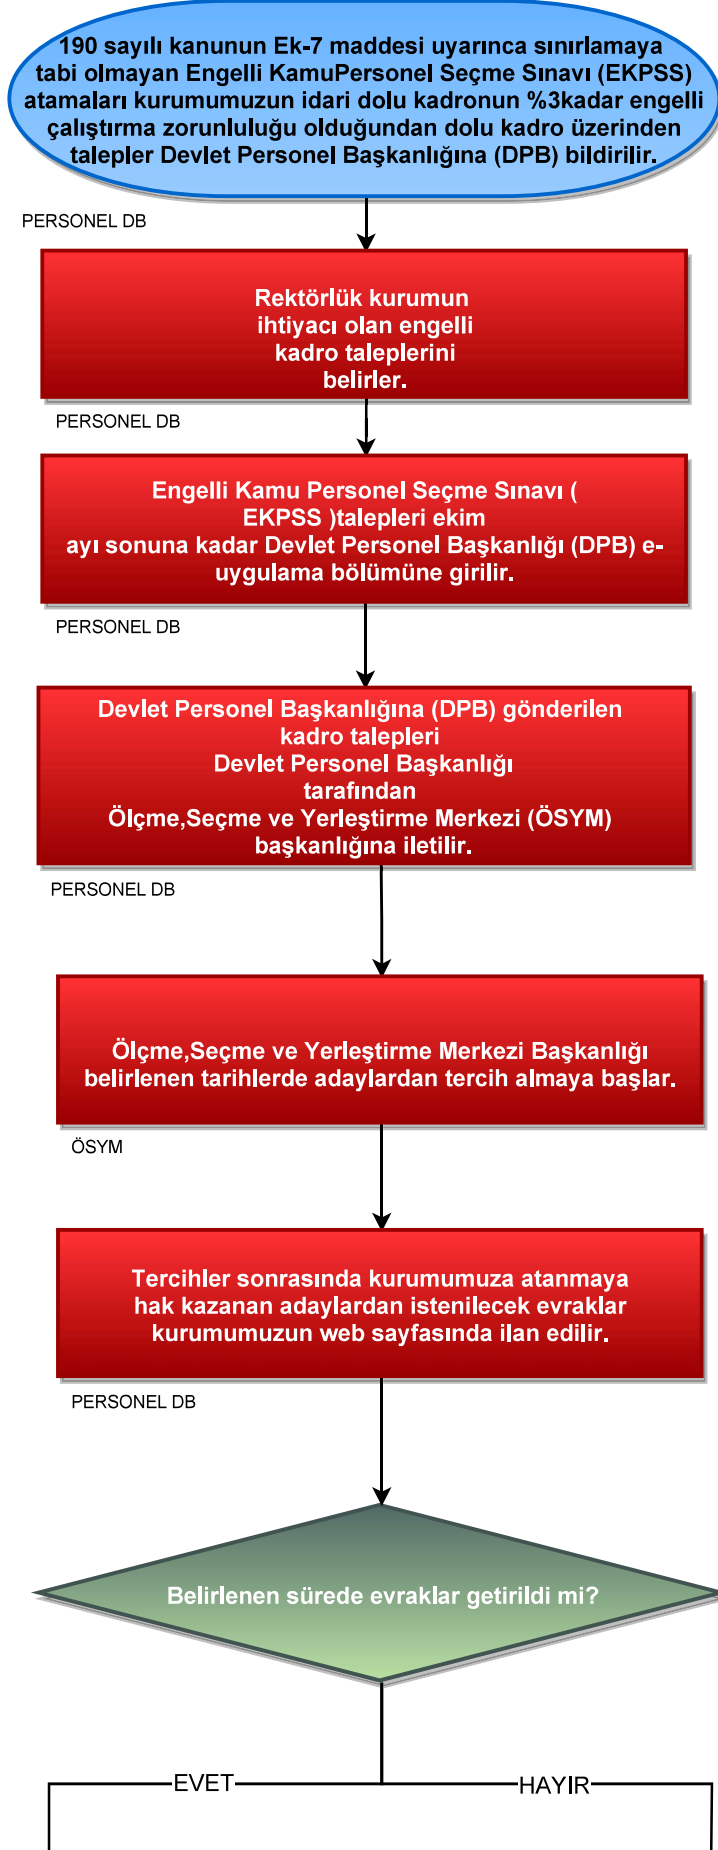 190 sayılı kanunun Ek-7 maddesi uyarınca sınırlamaya
tabi olmayan Engelli KamuPersonel Seçme Sınavı (EKPSS)
atamaları kurumumuzun idari dolu kadronun %3kadar engelli
çalıştırma zorunluluğu olduğundan dolu kadro üzerinden
talepler Devlet Personel Başkanlığına (DPB) bildirilir.
PERSONEL DB
Rektörlük kurumun
ihtiyacı olan engelli
kadro taleplerini
belirler.
PERSONEL DB
Engelli Kamu Personel Seçme Sınavı (
EKPSS )talepleri ekim
ayı sonuna kadar Devlet Personel Başkanlığı (DPB) e-
uygulama bölümüne girilir.
PERSONEL DB
Devlet Personel Başkanlığına (DPB) gönderilen
kadro talepleri
Devlet Personel Başkanlığı
tarafından
Ölçme,Seçme ve Yerleştirme Merkezi (ÖSYM)
başkanlığına iletilir.
PERSONEL DB
Ölçme,Seçme ve Yerleştirme Merkezi Başkanlığı
belirlenen tarihlerde adaylardan tercih almaya başlar.
ÖSYM
Tercihler sonrasında kurumumuza atanmaya
hak kazanan adaylardan istenilecek evraklar
kurumumuzun web sayfasında ilan edilir.
PERSONEL DB
Belirlenen sürede evraklar getirildi mi?
EVET
HAYIR